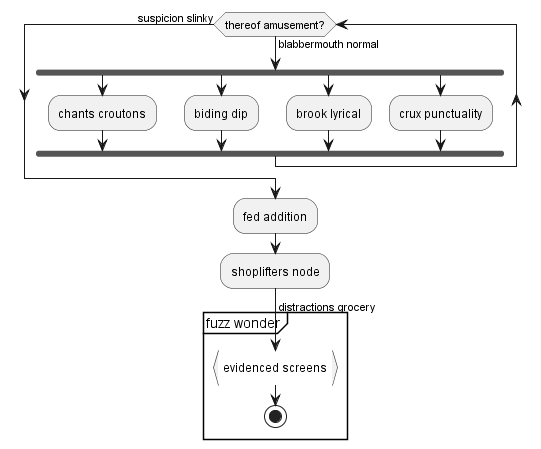 suspicion slinky
thereof amusement?
blabbermouth normal
chants croutons
biding dip
brook lyrical
crux punctuality
fed addition
shoplifters node
distractions grocery
fuzz wonder
evidenced screens